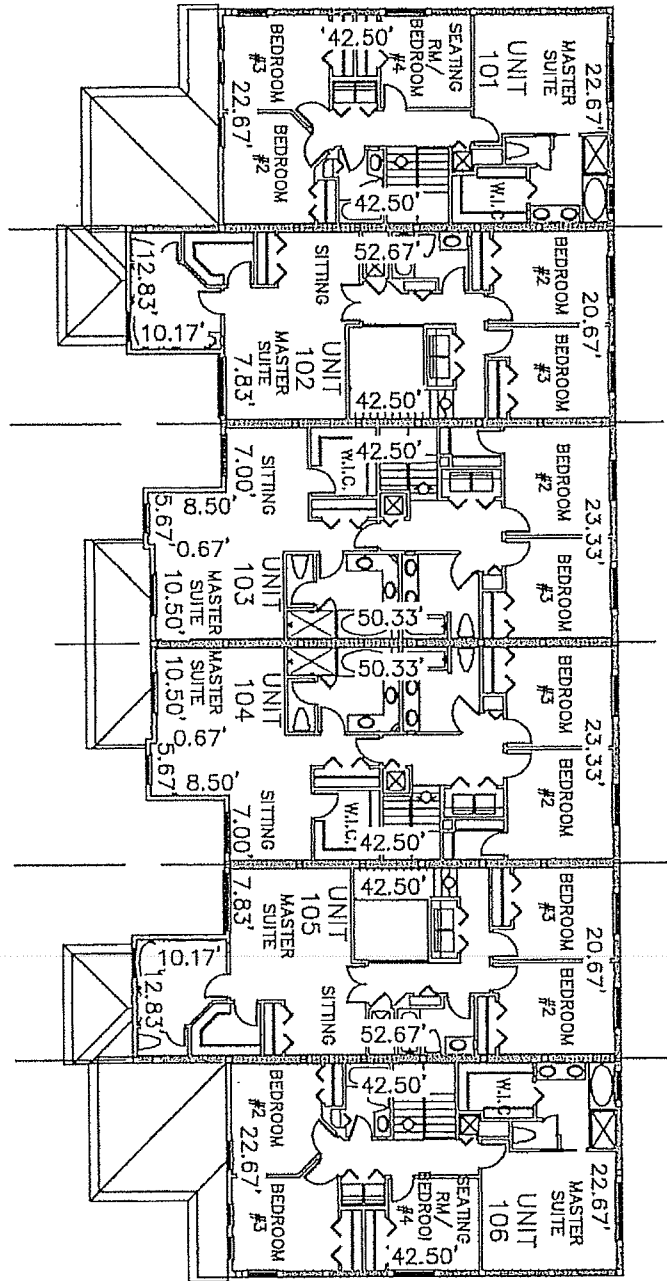 22.67'
MASTER
SUITE
UNIT
101
SEATING
RM/
BEDROOM
#4
42.50'
BEDROOM
#3
22.67'
BEDROOM
#2
42.50'
W.I.C
BEDROOM
#2
20.67'
BEDROOM
#3
52.67'
SITTING
12.83'
10.17'
UNIT
102
MASTER
SUITE
7.83'
42.50'
42.50'
W.I.C.
SITTING
7.00'
8.50'
5.67'
0.67'
BEDROOM
#2
23.33'
BEDROOM
#3
UNIT
103
MASTER
SUITE
10.50'
50.33'
50.33'
UNIT
104
MASTER
SUITE
10.50'
0.67'
5.67'
8.50'
BEDROOM
#3
23.33'
BEDROOM
#2
W.I.C.
SITTING
7.00'
42.50'
42.50'
UNIT
105
MASTER
SUITE
7.83'
BEDROOM
#3
20.67'
BEDROOM
#2
10.17'
12.83'
SITTING
52.67'
42.50'
W.I.C
BEDROOM
#2
22.67'
BEDROOM
#3
SEATING
RM/
BEDROOM
#4
42.50'
22.67'
MASTER
SUITE
UNIT
106